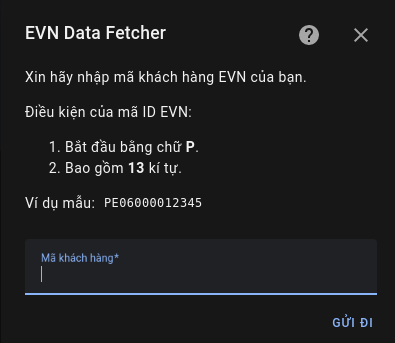 EVN Data Fetcher
Xin hãy nhập mã khách hàng EVN của bạn.
Điều kiện của mã ID EVN:
1. Bắt đầu bằng chữ P.
2. Bao gồm 13 kí tự.
Ví dụ mẫu: PE06000012345
Mã khách hàng*
GỬI ĐI